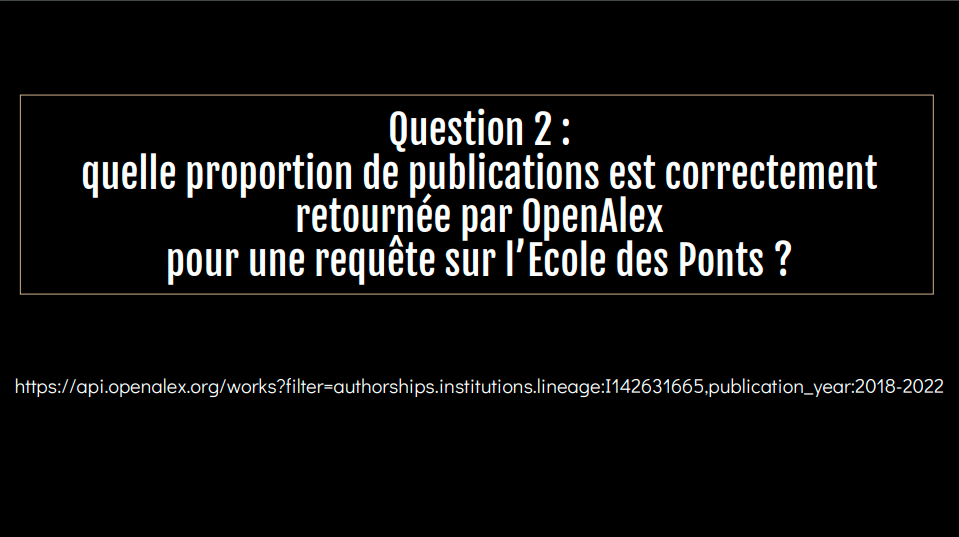 Question 2 :
quelle proportion de publications est correctement
retournée par OpenAlex
pour une requête sur l’Ecole des Ponts ?
https://api.openalex.org/works?filter=authorships.institutions.lineage:I142631665,publication_year:2018-2022